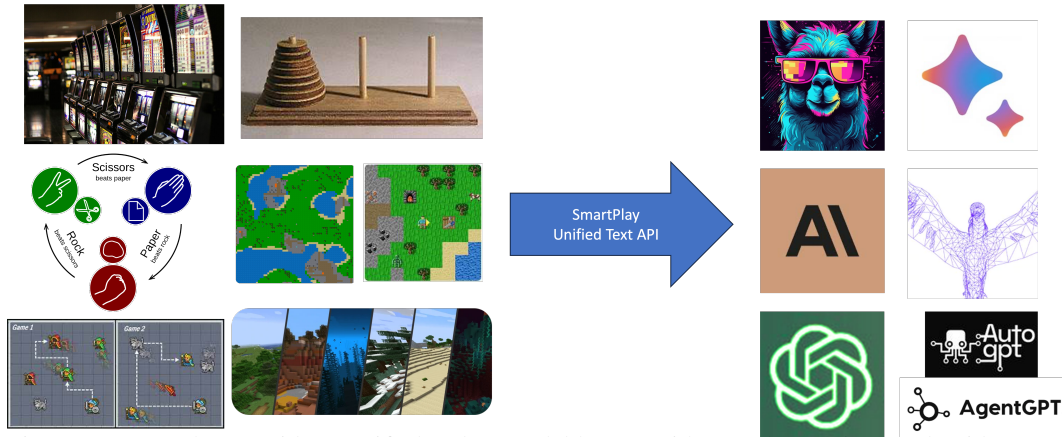 Scissors
beats paper
Rock
beats scissors
Paper
beats rock
Game 1
Game 2
SmartPlay
Unified Text API
AI
Auto
gpt
AgentGPT